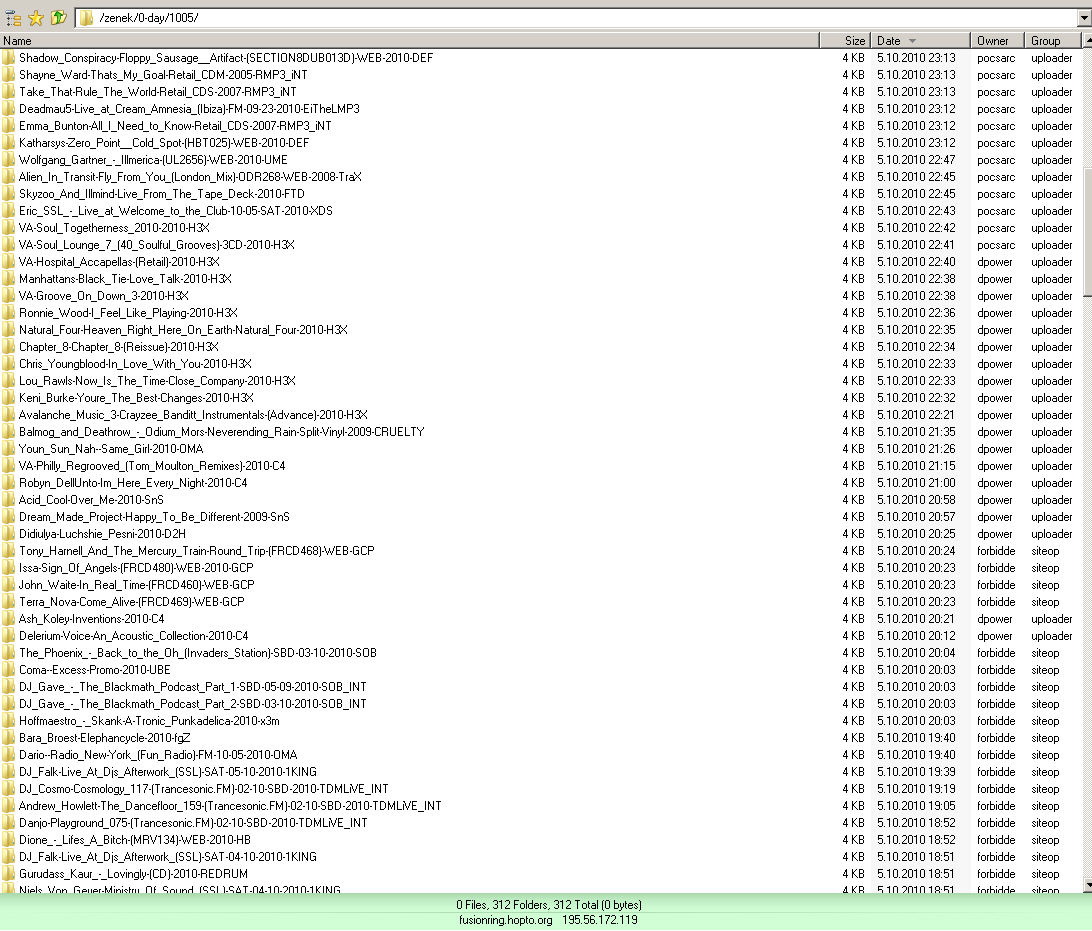 /zenek/0-day/1005/
Name Size Date Owner Group
Shadow_Conspiracy-Floppy_Sausage__Artifact-(SECTION8DUB013D)-WEB-2010-DEF 4 KB 5.10.2010 23:13 pocsarc uploader
Shayne_Ward-Thats_My_Goal-Retail_CDM-2005-RMP3_iNT 4 KB 5.10.2010 23:13 pocsarc uploader
Take_That-Rule_The_World-Retail_CDS-2007-RMP3_iNT 4 KB 5.10.2010 23:13 pocsarc uploader
Deadmau5-Live_at_Cream_Amnesia_(Ibiza)-FM-09-23-2010-EiTheLMP3 4 KB 5.10.2010 23:12 pocsarc uploader
Emma_Bunton-All_I_Need_to_Know-Retail_CDS-2007-RMP3_iNT 4 KB 5.10.2010 23:12 pocsarc uploader
Katharsys-Zero_Point__Cold_Spot-(HBT025)-WEB-2010-DEF 4 KB 5.10.2010 23:12 pocsarc uploader
Wolfgang_Gartner_-_Illmerica-(UL2656)-WEB-2010-UME 4 KB 5.10.2010 22:47 pocsarc uploader
Alien_In_Transit-Fly_From_You_(London_Mix)-ODR268-WEB-2008-TraX 4 KB 5.10.2010 22:45 pocsarc uploader
Skyzoo_And_Illmind-Live_From_The_Tape_Deck-2010-FTD 4 KB 5.10.2010 22:45 pocsarc uploader
Eric_SSL_-_Live_at_Welcome_to_the_Club-10-05-SAT-2010-XDS 4 KB 5.10.2010 22:43 pocsarc uploader
VA-Soul_Togetherness_2010-2010-H3X 4 KB 5.10.2010 22:42 pocsarc uploader
VA-Soul_Lounge_7_(40_Soulful_Grooves)-3CD-2010-H3X 4 KB 5.10.2010 22:41 pocsarc uploader
VA-Hospital_Accapellas-(Retail)-2010-H3X 4 KB 5.10.2010 22:40 dpower uploader
Manhattans-Black_Tie-Love_Talk-2010-H3X 4 KB 5.10.2010 22:38 dpower uploader
VA-Groove_On_Down_3-2010-H3X 4 KB 5.10.2010 22:38 dpower uploader
Ronnie_Wood-I_Feel_Like_Playing-2010-H3X 4 KB 5.10.2010 22:36 dpower uploader
Natural_Four-Heaven_Right_Here_On_Earth-Natural_Four-2010-H3X 4 KB 5.10.2010 22:35 dpower uploader
Chapter_8-Chapter_8-(Reissue)-2010-H3X 4 KB 5.10.2010 22:34 dpower uploader
Chris_Youngblood-In_Love_With_You-2010-H3X 4 KB 5.10.2010 22:33 dpower uploader
Lou_Rawls-Now_Is_The_Time-Close_Company-2010-H3X 4 KB 5.10.2010 22:33 dpower uploader
Keni_Burke-Youre_The_Best-Changes-2010-H3X 4 KB 5.10.2010 22:32 dpower uploader
Avalanche_Music_3-Crayzee_Banditt_Instrumentals-(Advance)-2010-H3X 4 KB 5.10.2010 22:21 dpower uploader
Balmog_and_Deathrow_-_Odium_Mors-Neverending_Rain-Split-Vinyl-2009-CRUELTY 4 KB 5.10.2010 21:35 dpower uploader
Youn_Sun_Nah--Same_Girl-2010-OMA 4 KB 5.10.2010 21:26 dpower uploader
VA-Philly_Regrooved_(Tom_Moulton_Remixes)-2010-C4 4 KB 5.10.2010 21:15 dpower uploader
Robyn_DellUnto-Im_Here_Every_Night-2010-C4 4 KB 5.10.2010 21:00 dpower uploader
Acid_Cool-Over_Me-2010-SnS 4 KB 5.10.2010 20:58 dpower uploader
Dream_Made_Project-Happy_To_Be_Different-2009-SnS 4 KB 5.10.2010 20:57 dpower uploader
Didiulya-Luchshie_Pesni-2010-D2H 4 KB 5.10.2010 20:25 dpower uploader
Tony_Harnell_And_The_Mercury_Train-Round_Trip-(FRCD468)-WEB-GCP 4 KB 5.10.2010 20:24 forbidde siteop
Issa-Sign_Of_Angels-(FRCD480)-WEB-2010-GCP 4 KB 5.10.2010 20:23 forbidde siteop
John_Waite-In_Real_Time-(FRCD460)-WEB-GCP 4 KB 5.10.2010 20:23 forbidde siteop
Terra_Nova-Come_Alive-(FRCD469)-WEB-GCP 4 KB 5.10.2010 20:23 forbidde siteop
Ash_Koley-Inventions-2010-C4 4 KB 5.10.2010 20:21 dpower uploader
Delerium-Voice-An_Acoustic_Collection-2010-C4 4 KB 5.10.2010 20:12 dpower uploader
The_Phoenix_-_Back_to_the_Oh_(Invaders_Station)-SBD-03-10-2010-SOB 4 KB 5.10.2010 20:04 forbidde siteop
Coma--Excess-Promo-2010-UBE 4 KB 5.10.2010 20:03 forbidde siteop
DJ_Gave_-_The_Blackmath_Podcast_Part_1-SBD-05-09-2010-SOB_INT 4 KB 5.10.2010 20:03 forbidde siteop
DJ_Gave_-_The_Blackmath_Podcast_Part_2-SBD-03-10-2010-SOB_INT 4 KB 5.10.2010 20:03 forbidde siteop
Hoffmaestro_-_Skank-A-Tronic_Punkadelica-2010-x3m 4 KB 5.10.2010 20:03 forbidde siteop
Bara_Broest-Elephancycle-2010-fgZ 4 KB 5.10.2010 19:40 forbidde siteop
Dario--Radio_New-York_(Fun_Radio)-FM-10-05-2010-OMA 4 KB 5.10.2010 19:40 forbidde siteop
DJ_Falk-Live_At_Djs_Afterwork_(SSL)-SAT-05-10-2010-1KING 4 KB 5.10.2010 19:39 forbidde siteop
DJ_Cosmo-Cosmology_117-(Trancesonic.FM)-02-10-SBD-2010-TDMLiVE_INT 4 KB 5.10.2010 19:19 forbidde siteop
Andrew_Howlett-The_Dancefloor_159-(Trancesonic.FM)-02-10-SBD-2010-TDMLiVE_INT 4 KB 5.10.2010 19:05 forbidde siteop
Danjo-Playground_075-(Trancesonic.FM)-02-10-SBD-2010-TDMLiVE_INT 4 KB 5.10.2010 18:52 forbidde siteop
Dione_-_Lifes_A_Bitch-(MRV134)-WEB-2010-HB 4 KB 5.10.2010 18:52 forbidde siteop
DJ_Falk-Live_At_Djs_Afterwork_(SSL)-SAT-04-10-2010-1KING 4 KB 5.10.2010 18:51 forbidde siteop
Gurudass_Kaur_-_Lovingly-(CD)-2010-REDRUM 4 KB 5.10.2010 18:51 forbidde siteop
Niels_Von_Geyer-Ministry_Of_Sound_(SSL)-SAT-04-10-2010-1KING 4 KB 5.10.2010 18:51 forbidde siteop
0 Files, 312 Folders, 312 Total (0 bytes)
fusionring.hopto.org 195.56.172.119